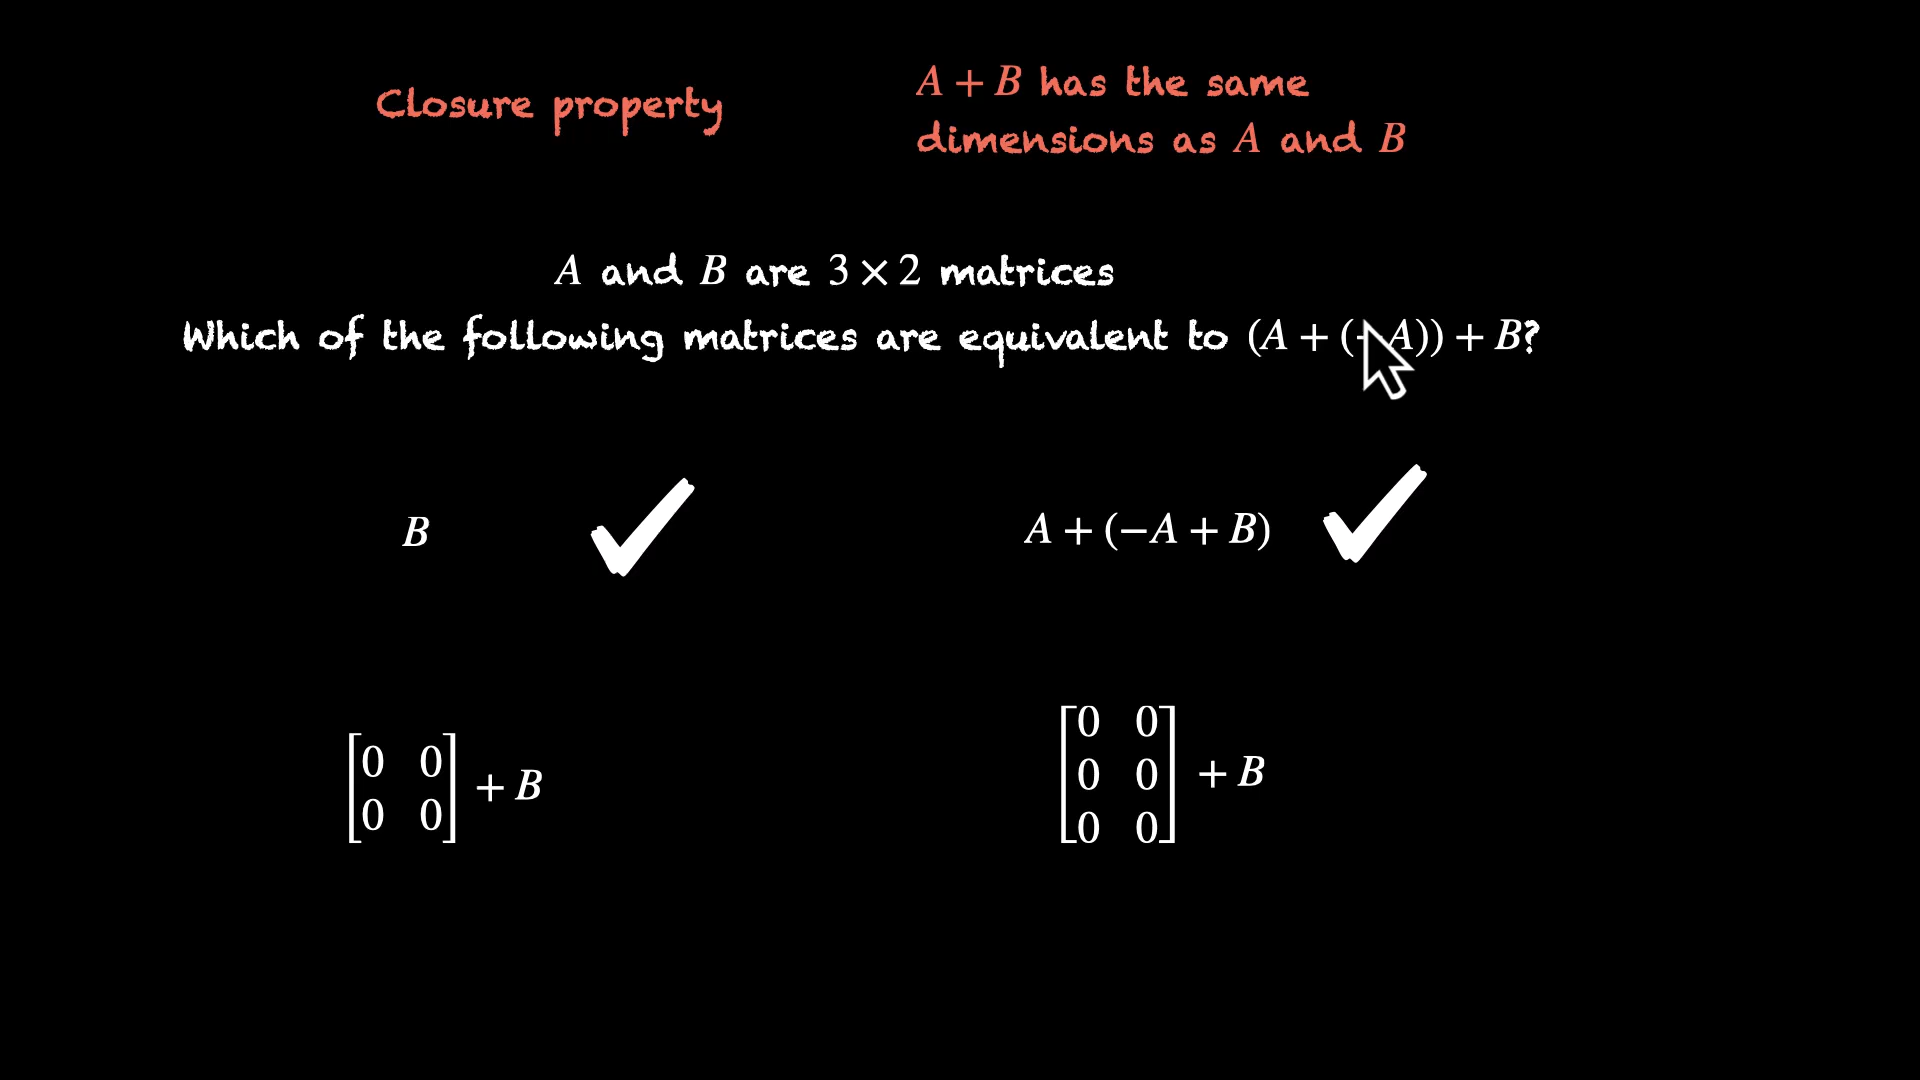 Closure property
A + B has the same
dimensions as A and B
A and B are 3 × 2 matrices
Which of the following matrices are equivalent to (A + (−A)) + B?
B
A + (−A + B)
[0 0
0 0] + B
[0 0
0 0
0 0] + B